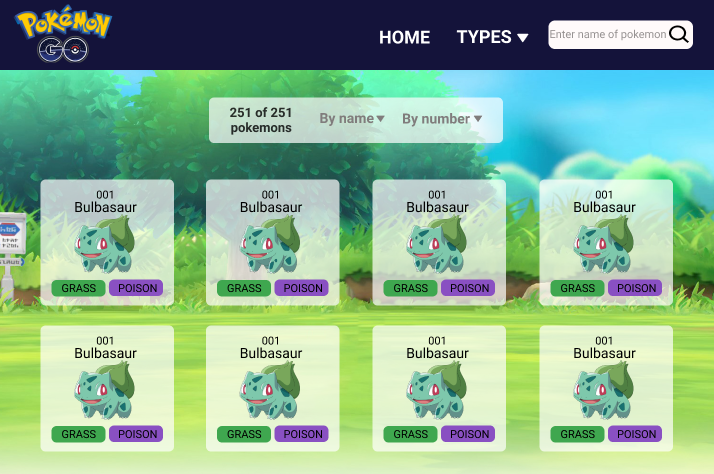 Pokémon
GO
HOME TYPES
Enter name of pokemon
251 of 251
pokemons
By name By number
001
Bulbasaur
GRASS POISON
001
Bulbasaur
GRASS POISON
001
Bulbasaur
GRASS POISON
001
Bulbasaur
GRASS POISON
001
Bulbasaur
GRASS POISON
001
Bulbasaur
GRASS POISON
001
Bulbasaur
GRASS POISON
001
Bulbasaur
GRASS POISON